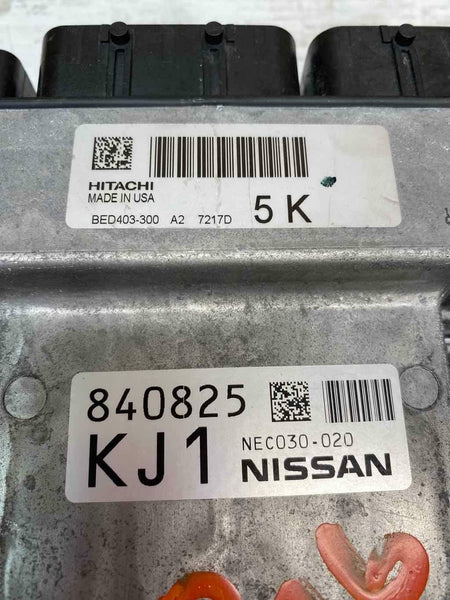 HITACHI
MADE IN USA
BED403-300 A2 7217D 5 K
840825
KJ1 NEC030-020
NISSAN